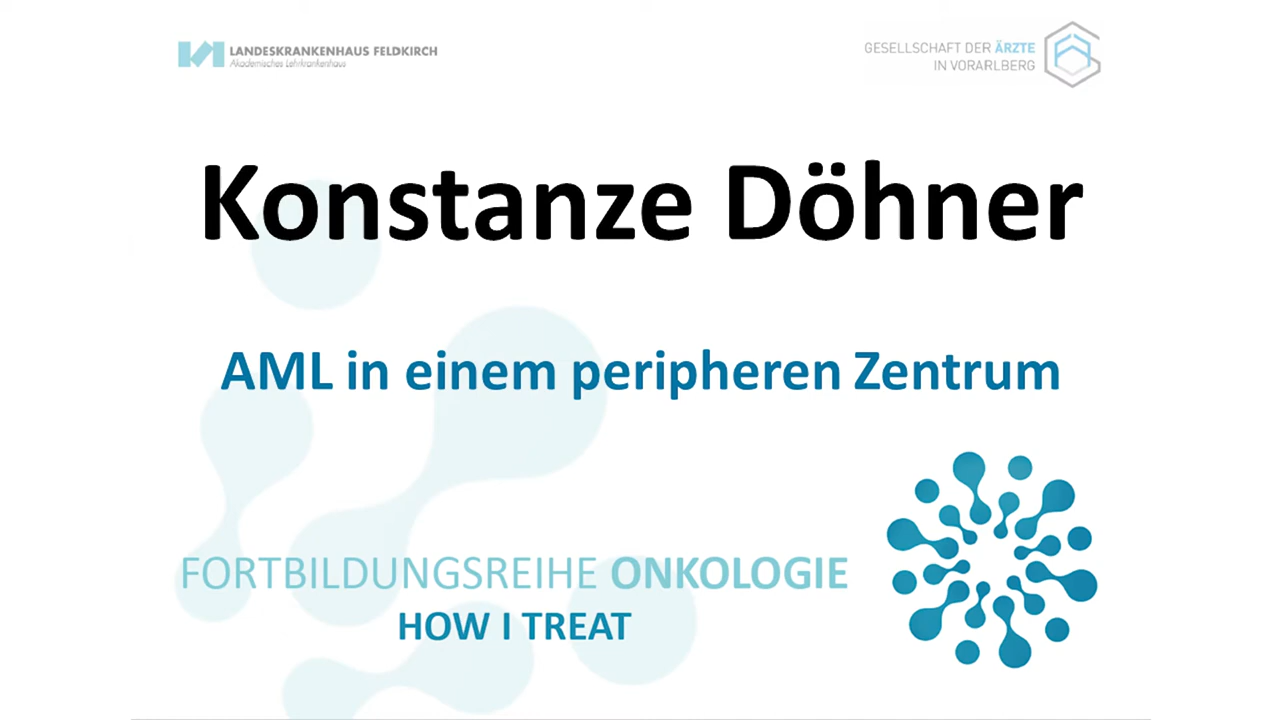 LANDESKRANKENHAUS FELDKIRCH
Akademisches Lehrkrankenhaus
GESELLSCHAFT DER ÄRZTE
IN VORARLBERG
Konstanze Döhner
AML in einem peripheren Zentrum
FORTBILDUNGSREIHE ONKOLOGIE
HOW I TREAT